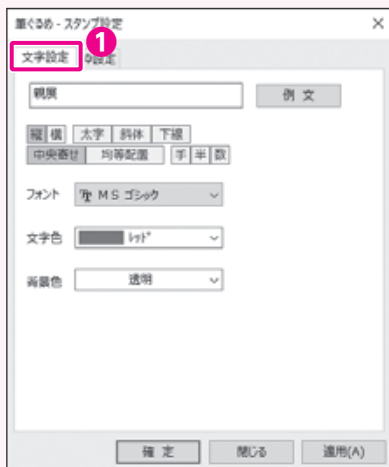 筆ぐるめ - スタンプ設定
1
文字設定 設定
親展 例 文
縦 横 太字 斜体 下線
中央寄せ 均等配置 手 半 数
フォント MS ゴシック
文字色 レッド
背景色 透明
確 定 閉じる 適用(A)